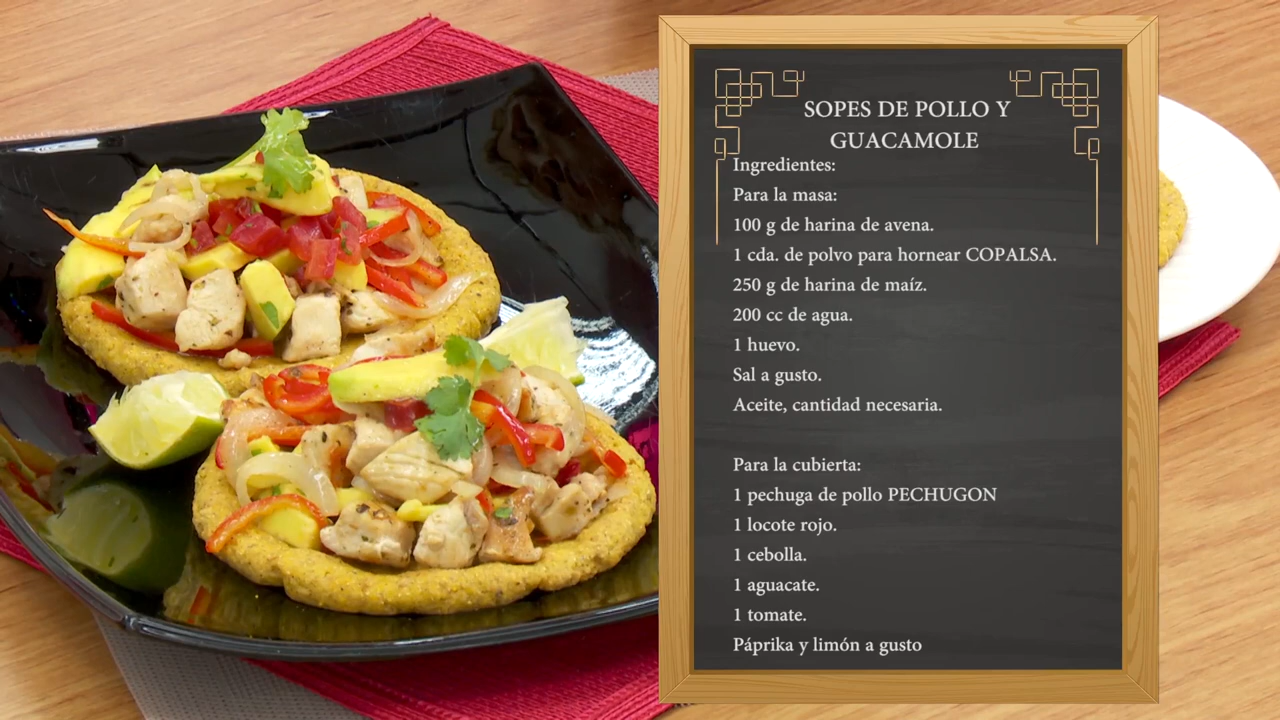 SOPES DE POLLO Y
GUACAMOLE
Ingredientes:
Para la masa:
100 g de harina de avena.
1 cda. de polvo para hornear COPALSA.
250 g de harina de maíz.
200 cc de agua.
1 huevo.
Sal a gusto.
Aceite, cantidad necesaria.
Para la cubierta:
1 pechuga de pollo PECHUGON
1 locote rojo.
1 cebolla.
1 aguacate.
1 tomate.
Páprika y limón a gusto